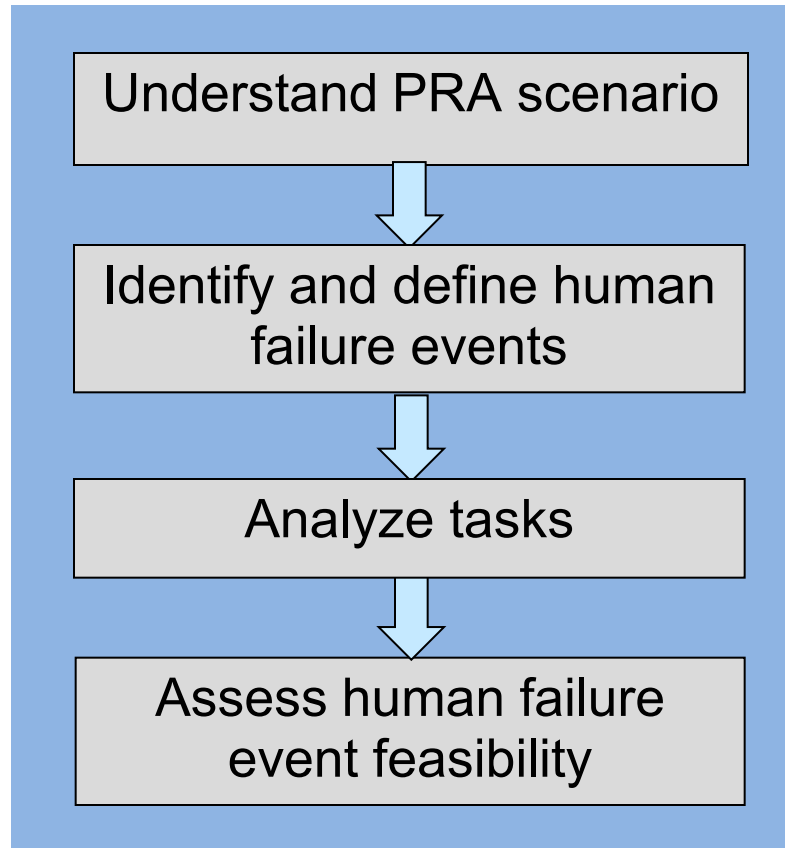 Understand PRA scenario
Identify and define human
failure events
Analyze tasks
Assess human failure
event feasibility